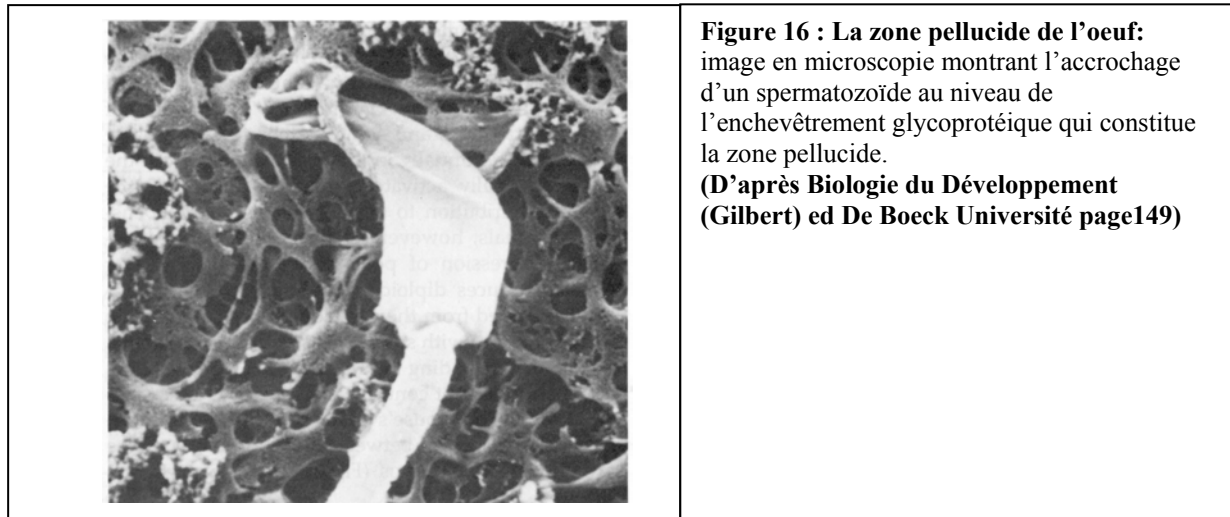 Figure 16 : La zone pellucide de l’oeuf:
image en microscopie montrant l’accrochage
d’un spermatozoïde au niveau de
l’enchevêtrement glycoprotéique qui constitue
la zone pellucide.
(D’après Biologie du Développement
(Gilbert) ed De Boeck Université page149)